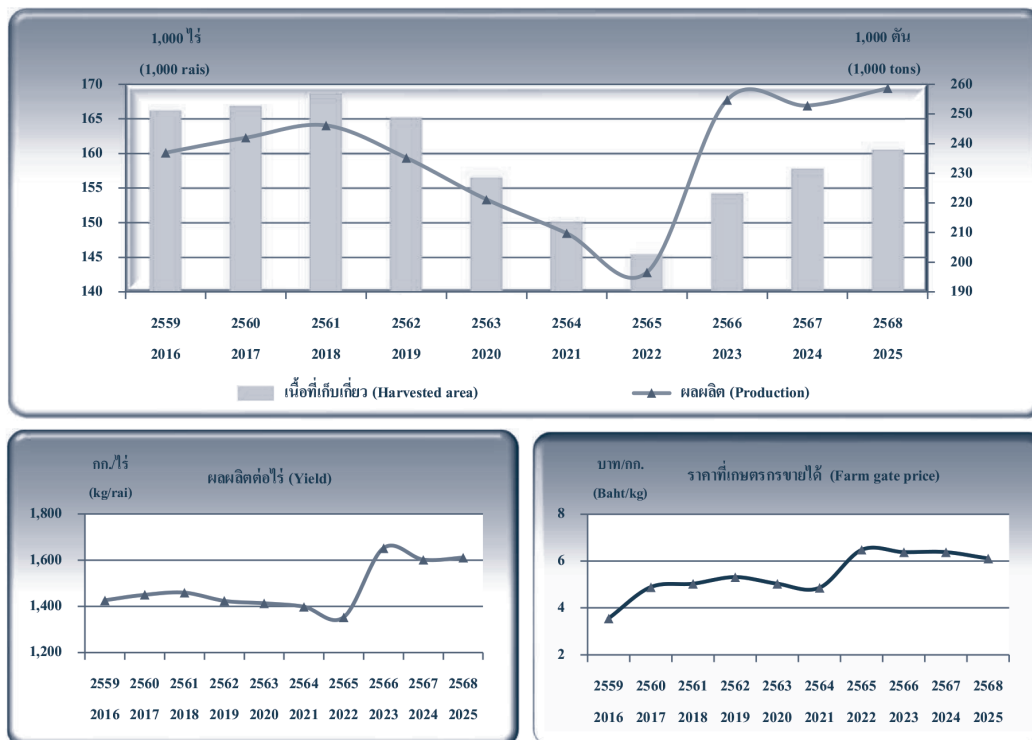 1,000 ไร่
(1,000 rais)
1,000 ตัน
(1,000 tons)
170
165
160
155
150
145
140
260
250
240
230
220
210
200
190
2559 2560 2561 2562 2563 2564 2565 2566 2567 2568
2016 2017 2018 2019 2020 2021 2022 2023 2024 2025
เนื้อที่เก็บเกี่ยว (Harvested area) ผลผลิต (Production)
กก./ไร่
(kg/rai)
ผลผลิตต่อไร่ (Yield)
1,800
1,600
1,400
1,200
2559 2560 2561 2562 2563 2564 2565 2566 2567 2568
2016 2017 2018 2019 2020 2021 2022 2023 2024 2025
บาท/กก.
(Baht/kg)
ราคาที่เกษตรกรขายได้ (Farm gate price)
8
6
4
2
2559 2560 2561 2562 2563 2564 2565 2566 2567 2568
2016 2017 2018 2019 2020 2021 2022 2023 2024 2025